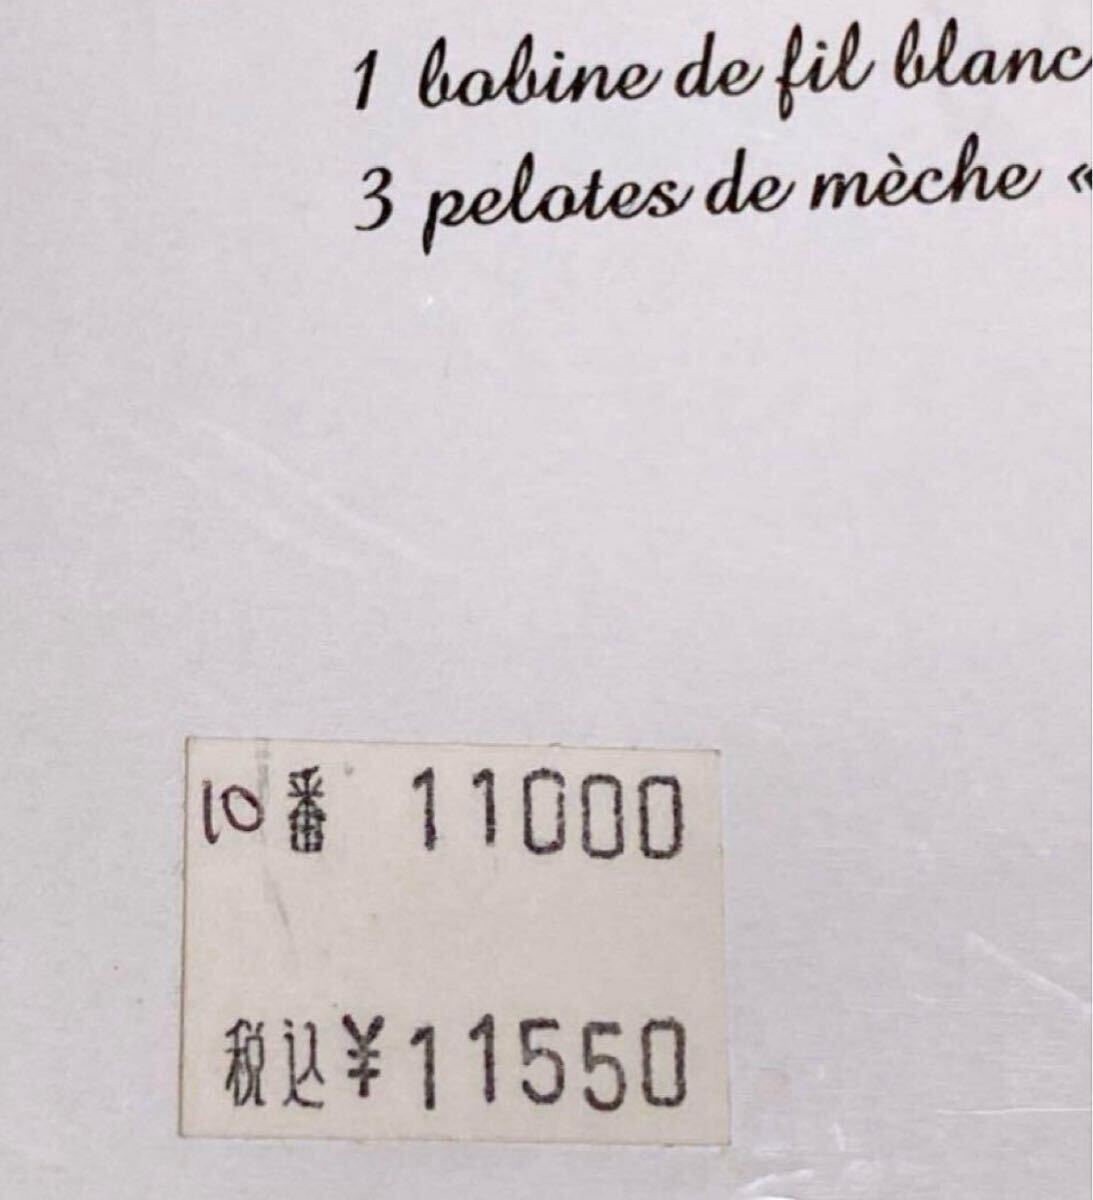 1 bobine de fil blanc
3 pelotes de mèche «
10番 11000
税込¥11550